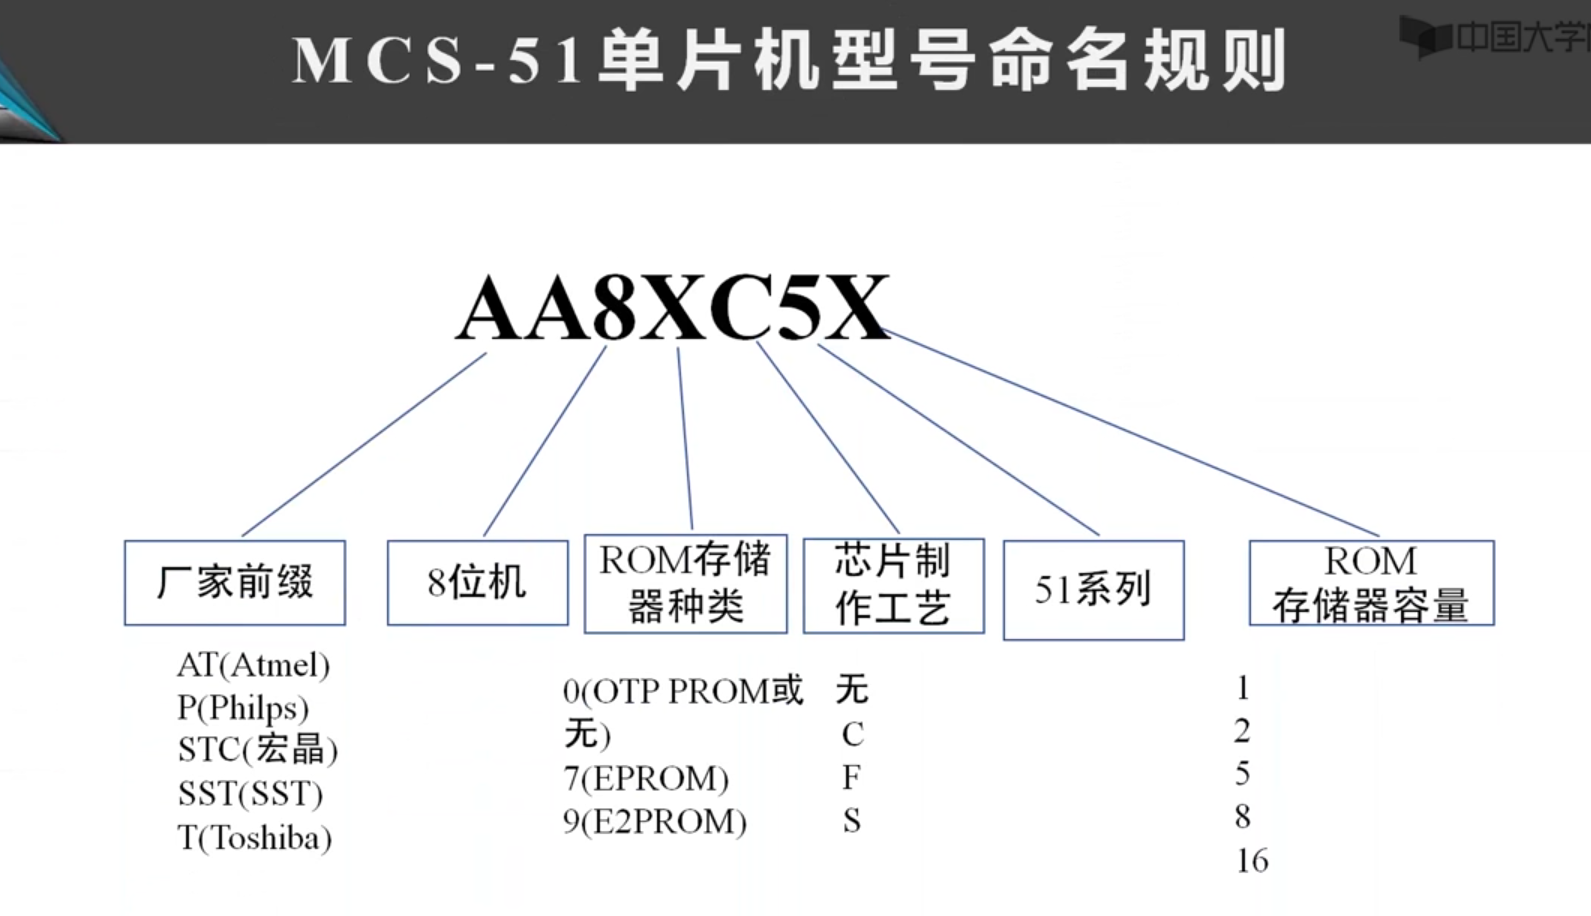 MCS-51单片机型号命名规则
中国大学
AA8XC5X
厂家前缀
8位机
ROM存储
器种类
芯片制
作工艺
51系列
ROM
存储器容量
AT(Atmel)
P(Philps)
STC(宏晶)
SST(SST)
T(Toshiba)
0(OTP PROM或
无)
7(EPROM)
9(E2PROM)
无
C
F
S
1
2
5
8
16